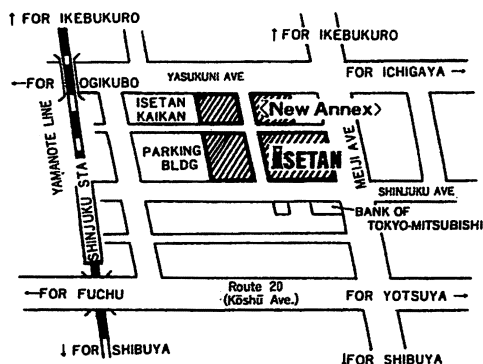 ↑FOR IKEBUKURO
↑FOR IKEBUKURO
←FOR OGIKUBO
YASUKUNI AVE
FOR ICHIGAYA →
YAMANOTE LINE
ISETAN
KAIKAN
<New Annex>
PARKING
BLDG
ISETAN
MEIJI AVE
SHINJUKU STA
SHINJUKU AVE.
BANK OF
TOKYO-MITSUBISHI
←FOR FUCHU
Route 20
(Kōshū Ave.)
FOR YOTSUYA →
↓FOR SHIBUYA
↓FOR SHIBUYA